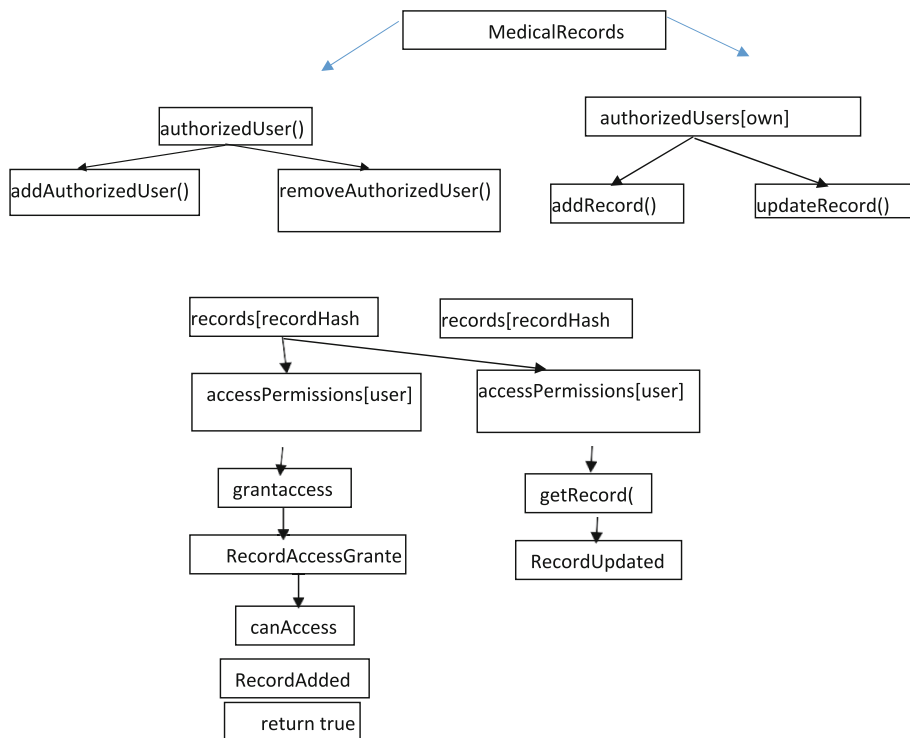 MedicalRecords
authorizedUser()
authorizedUsers[own]
addAuthorizedUser()
removeAuthorizedUser()
addRecord()
updateRecord()
records[recordHash
records[recordHash
accessPermissions[user]
accessPermissions[user]
grantaccess
getRecord(
RecordAccessGrante
RecordUpdated
canAccess
RecordAdded
return true